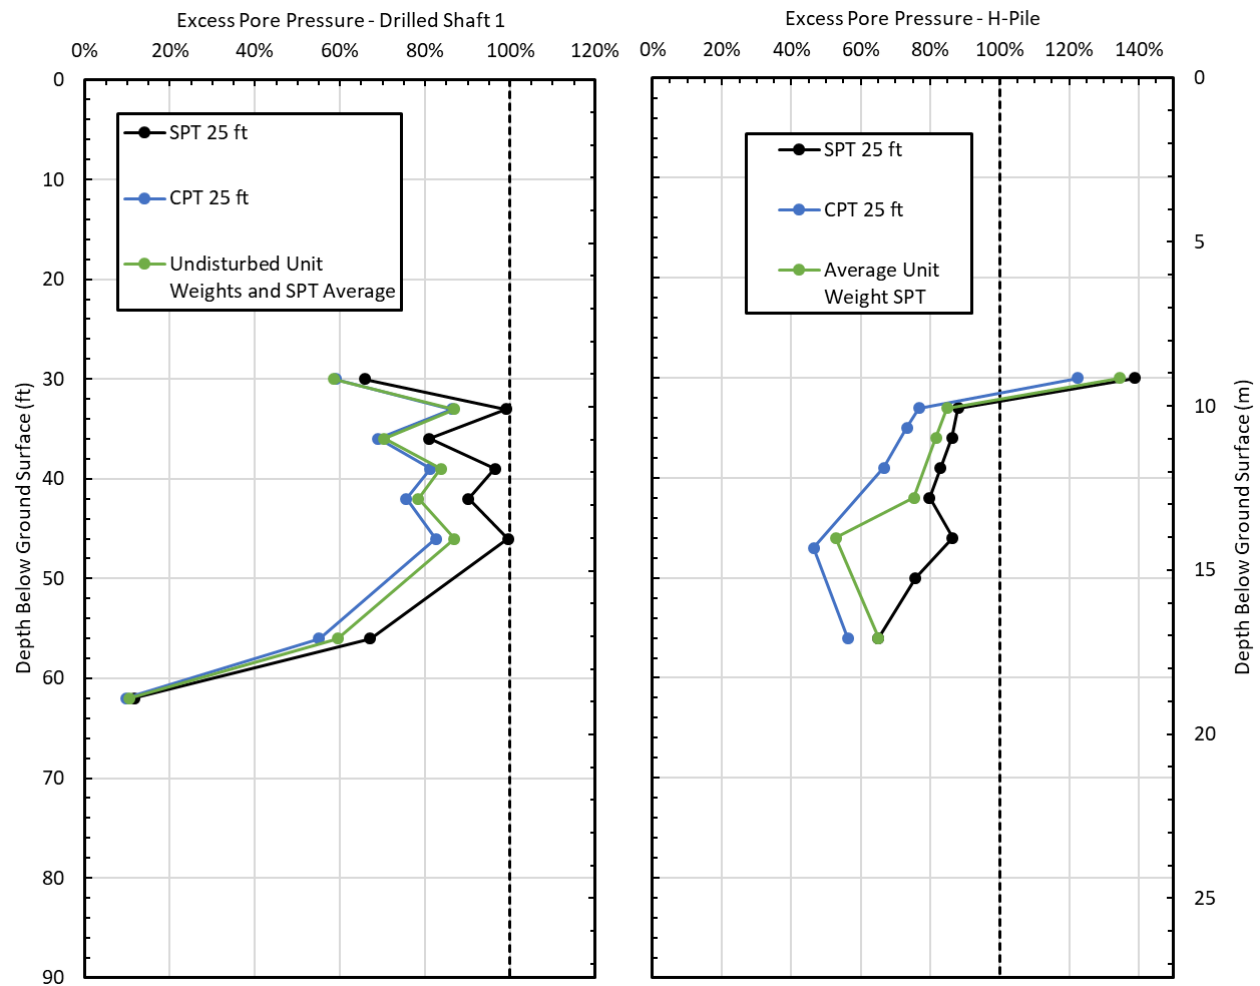 Excess Pore Pressure - Drilled Shaft 1
0% 20% 40% 60% 80% 100% 120%
0
10
20
30
40
50
60
70
80
90
Depth Below Ground Surface (ft)
SPT 25 ft
CPT 25 ft
Undisturbed Unit
Weights and SPT Average
Excess Pore Pressure - H-Pile
0% 20% 40% 60% 80% 100% 120% 140%
SPT 25 ft
CPT 25 ft
Average Unit
Weight SPT
0
5
10
15
20
25
Depth Below Ground Surface (m)